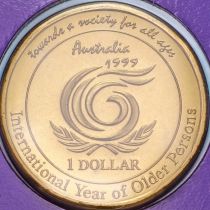 towards a society for all ages
Australia
1999
1 DOLLAR
International Year of Older Persons